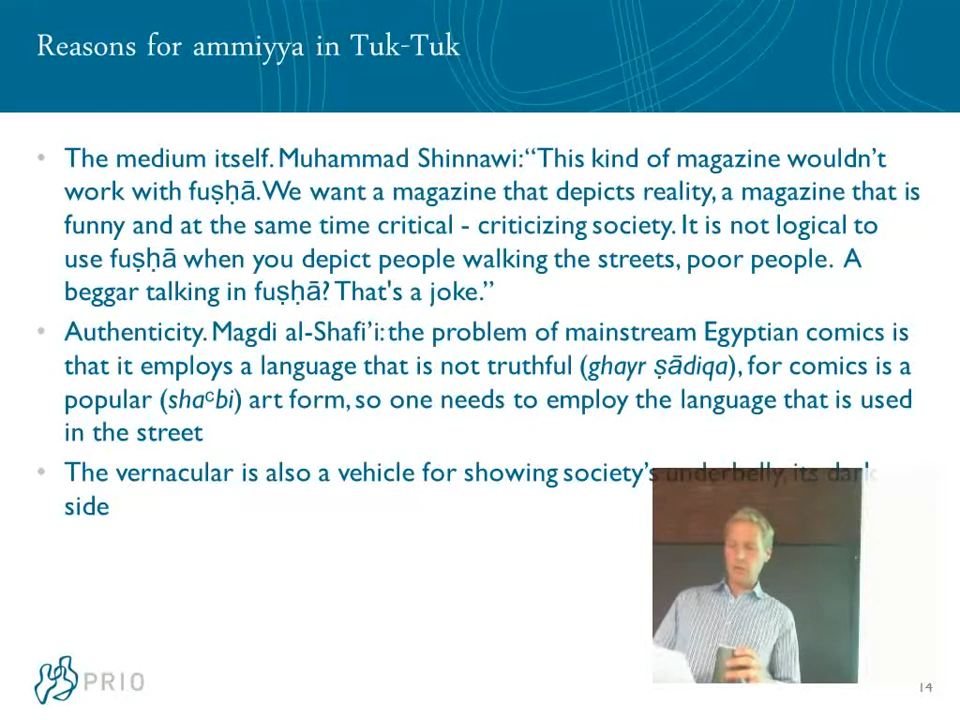 Reasons for ammiyya in Tuk-Tuk
• The medium itself. Muhammad Shinnawi: “This kind of magazine wouldn’t
work with fuṣḥā. We want a magazine that depicts reality, a magazine that is
funny and at the same time critical - criticizing society. It is not logical to
use fuṣḥā when you depict people walking the streets, poor people. A
beggar talking in fuṣḥā? That's a joke.”
• Authenticity. Magdi al-Shafi’i: the problem of mainstream Egyptian comics is
that it employs a language that is not truthful (ghayr ṣādiqa), for comics is a
popular (shaᶜbi) art form, so one needs to employ the language that is used
in the street
• The vernacular is also a vehicle for showing society’s underbelly, its dark
side
PRIO
14